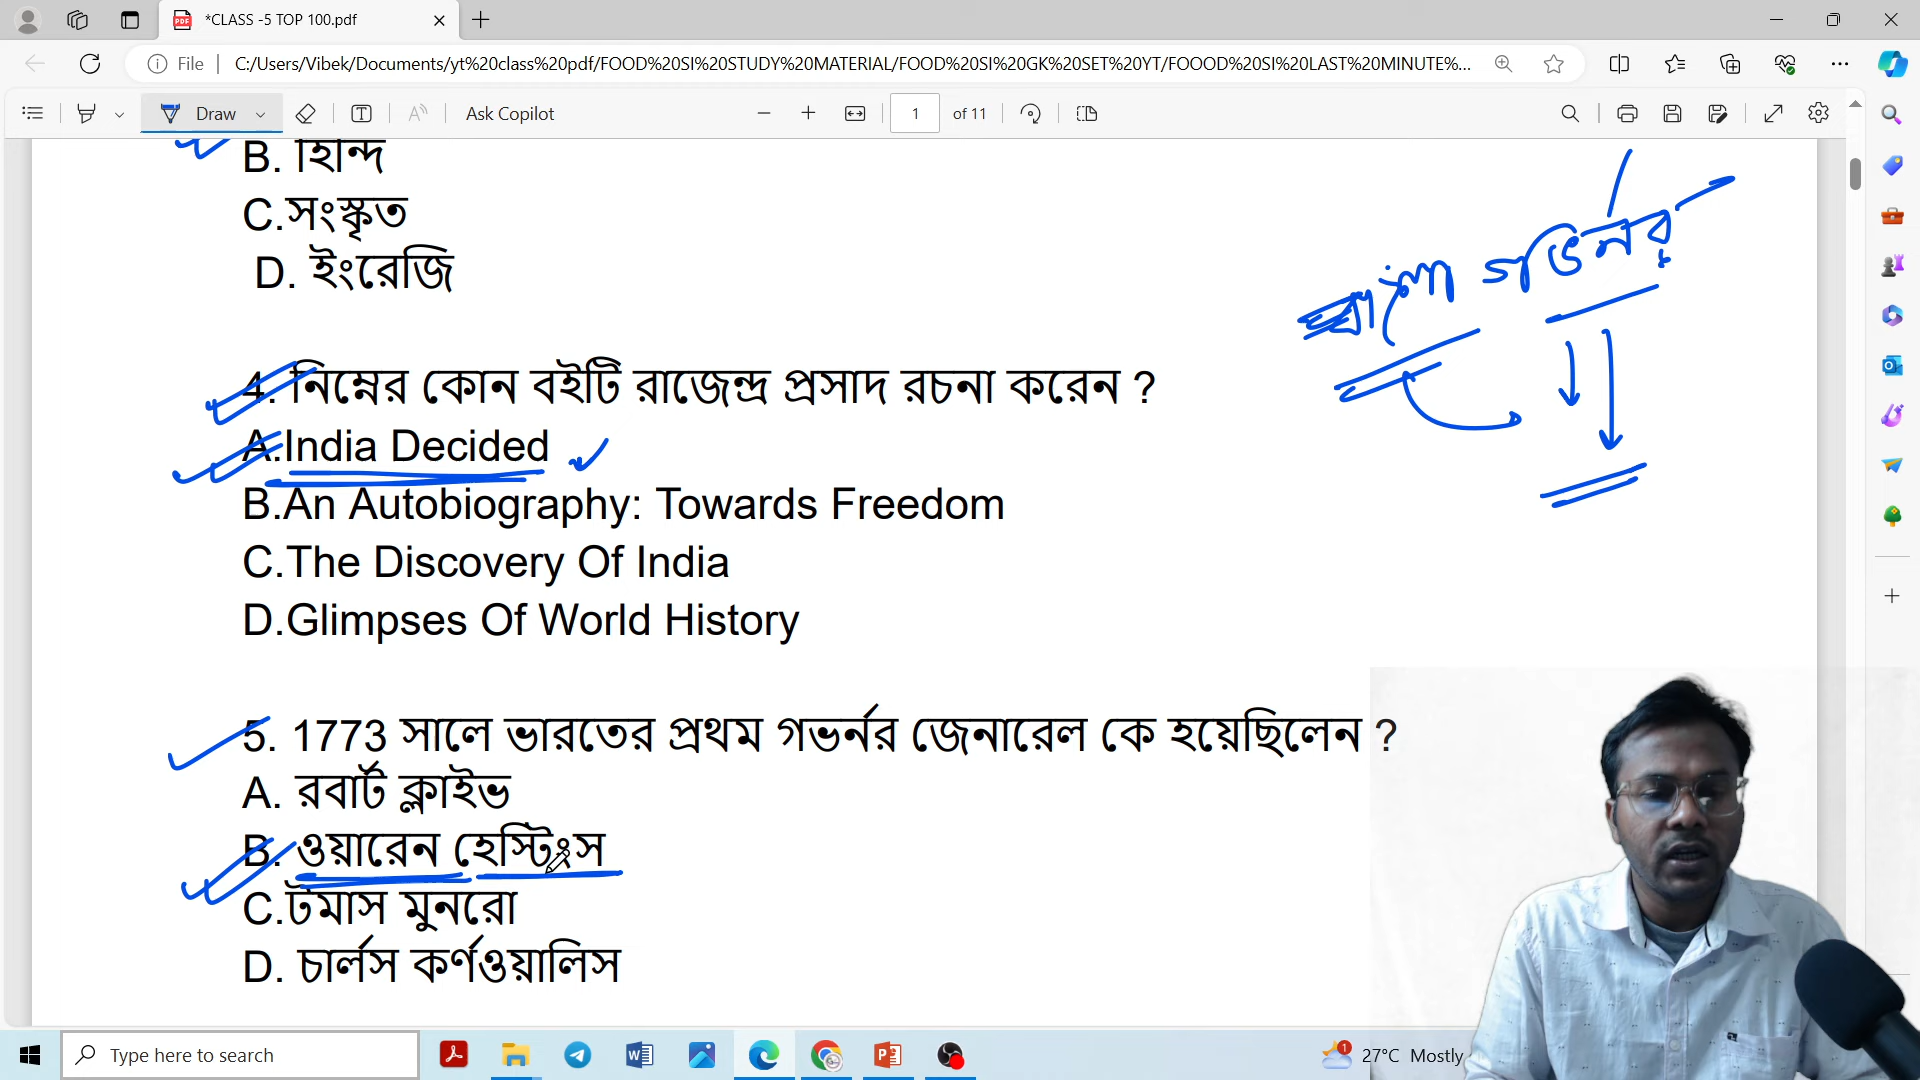 *CLASS -5 TOP 100.pdf
File
C:/Users/Vibek/Documents/yt%20class%20pdf/FOOD%20SI%20STUDY%20MATERIAL/FOOD%20SI%20GK%20SET%20YT/FOOOD%20SI%20LAST%20MINUTE%...
Draw
Ask Copilot
1 of 11
B. হিন্দি
C.সংস্কৃত
D. ইংরেজি
বাংলা গভর্নর
4. নিম্নের কোন বইটি রাজেন্দ্র প্রসাদ রচনা করেন ?
A.India Decided
B.An Autobiography: Towards Freedom
C.The Discovery Of India
D.Glimpses Of World History
5. 1773 সালে ভারতের প্রথম গভর্নর জেনারেল কে হয়েছিলেন ?
A. রবার্ট ক্লাইভ
B. ওয়ারেন হেস্টিংস
C.টমাস মুনরো
D. চার্লস কর্ণওয়ালিস
Type here to search
1
27°C Mostly